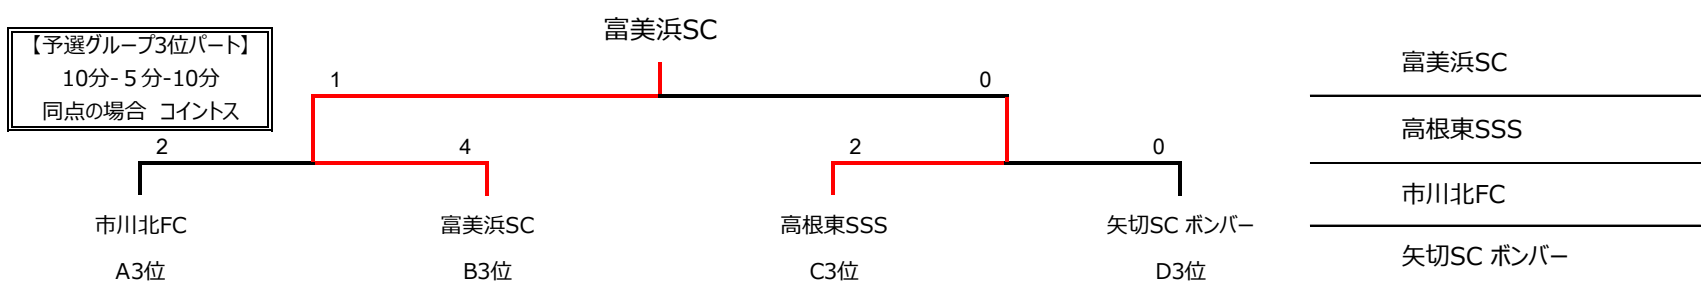 富美浜SC
【予選グループ3位パート】
10分-５分-10分
同点の場合　コイントス
1
0
2
4
2
0
市川北FC
富美浜SC
高根東SSS
矢切SC ボンバー
A3位
B3位
C3位
D3位
富美浜SC
高根東SSS
市川北FC
矢切SC ボンバー